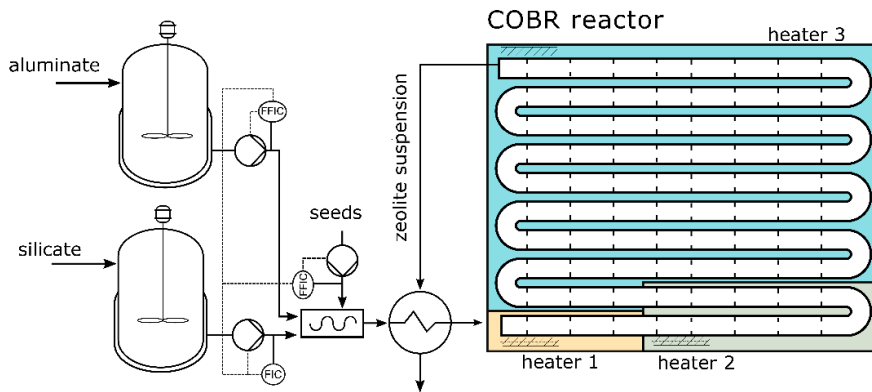 COBR reactor
heater 3
aluminate
FFIC
zeolite suspension
seeds
silicate
FFIC
FIC
heater 1
heater 2